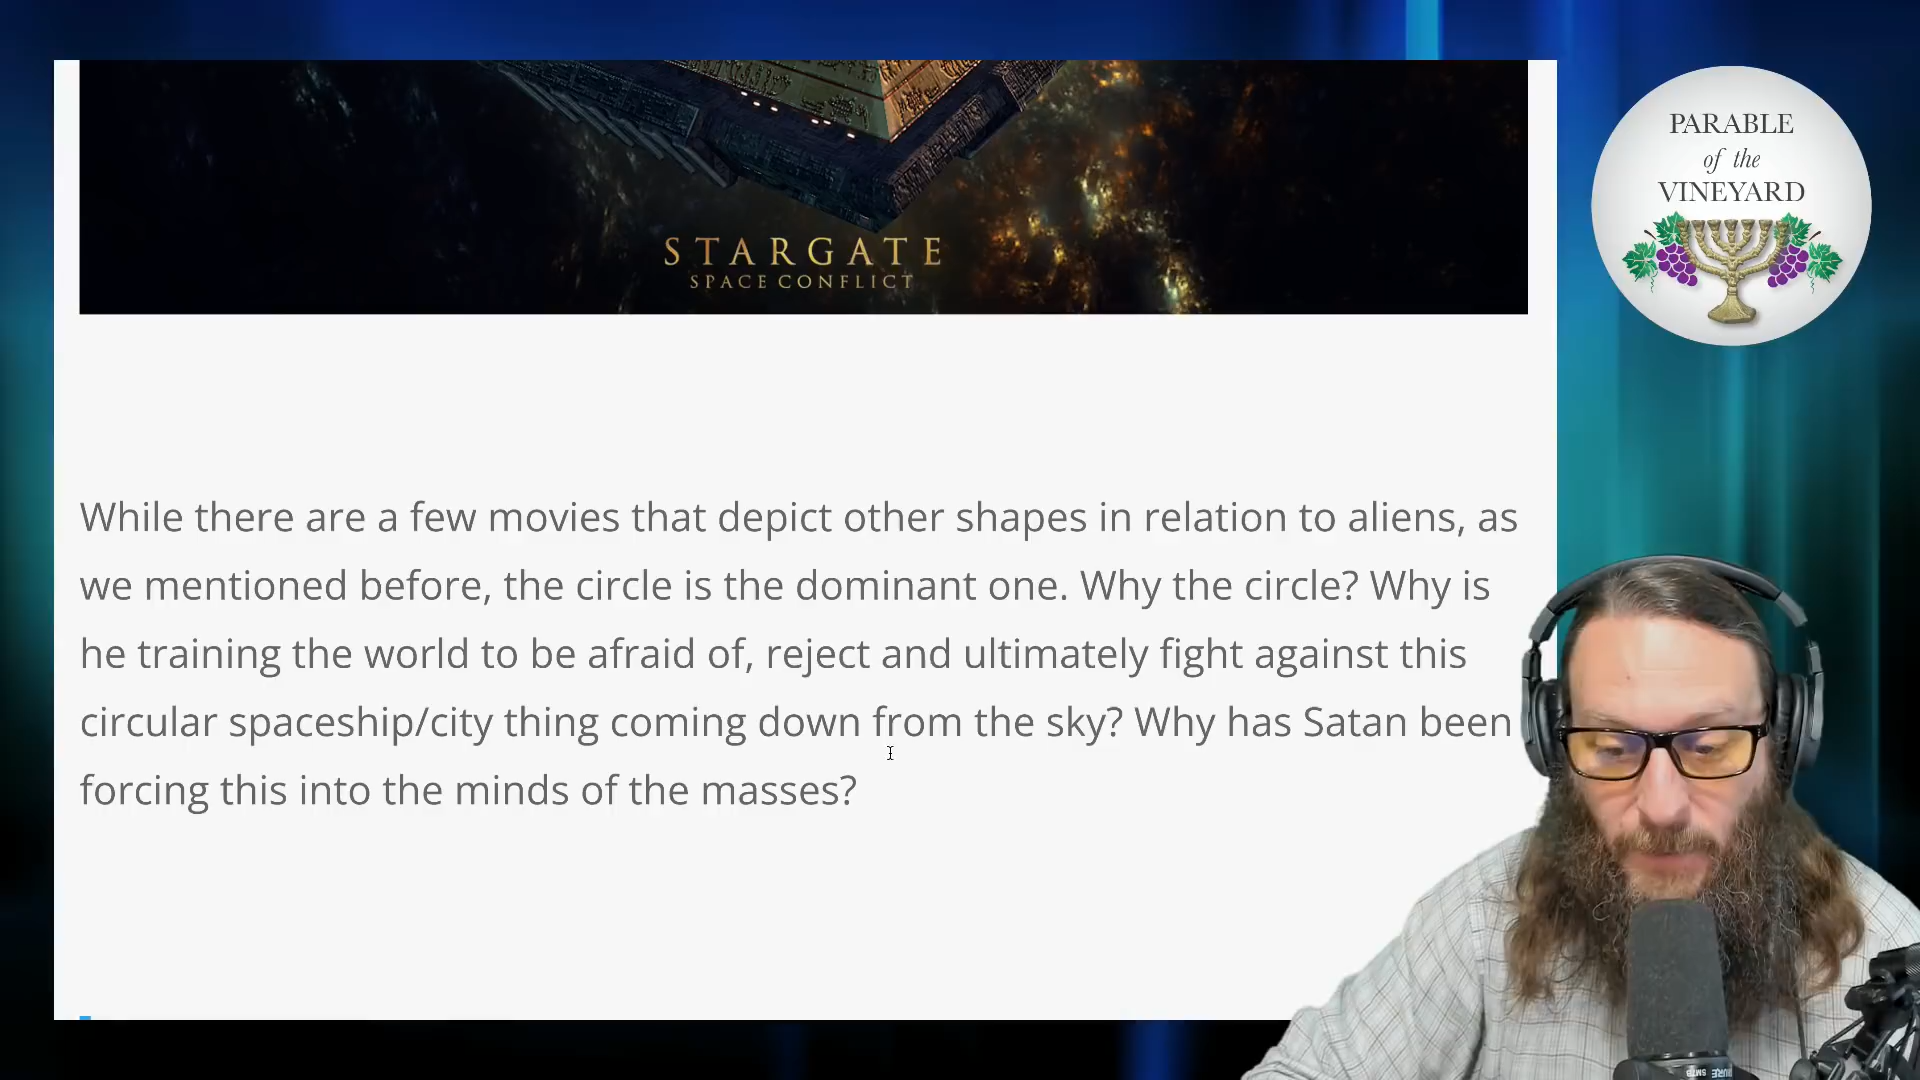 PARABLE
of the
VINEYARD
STARGATE
SPACE CONFLICT
While there are a few movies that depict other shapes in relation to aliens, as
we mentioned before, the circle is the dominant one. Why the circle? Why is
he training the world to be afraid of, reject and ultimately fight against this
circular spaceship/city thing coming down from the sky? Why has Satan been
forcing this into the minds of the masses?